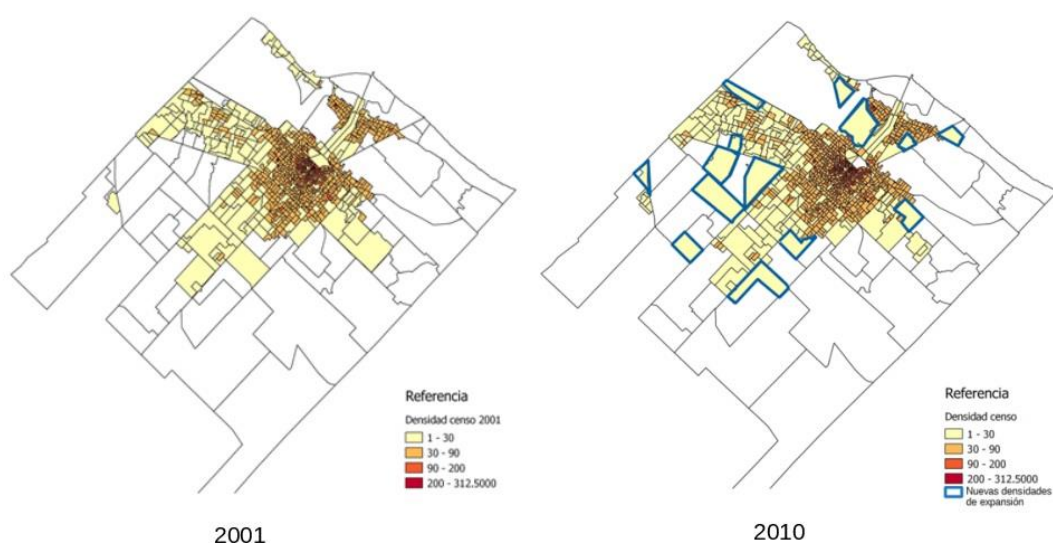 Referencia
Densidad censo 2001
1 - 30
30 - 90
90 - 200
200 - 312.5000
2001
Referencia
Densidad censo
1 - 30
30 - 90
90 - 200
200 - 312.5000
Nuevas densidades
de expansión
2010